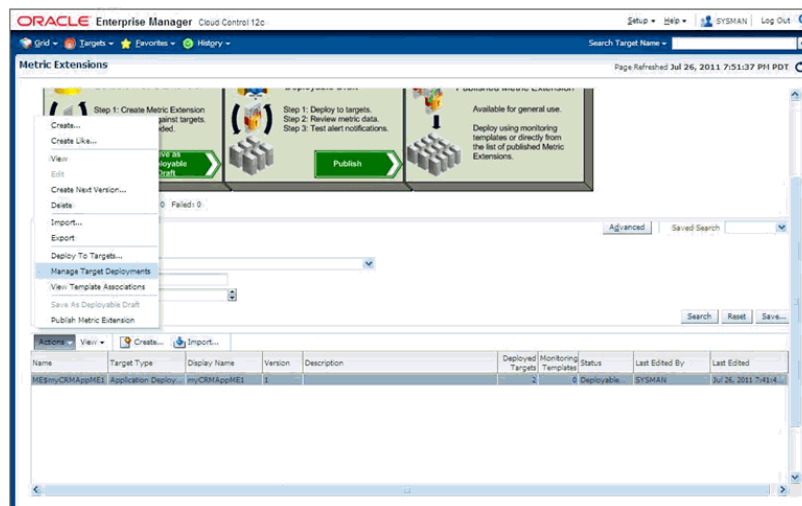 ORACLE Enterprise Manager Cloud Control 12c
Setup Help SYSMAN Log Out
Grid Targets Favorites History Search Target Name
Metric Extensions
Page Refreshed Jul 26, 2011 7:51:37 PM PDT
Step 1: Create Metric Extension
Step 1: Deploy to targets.
Step 2: Review metric data.
Step 3: Test alert notifications.
Publish
Available for general use.
Deploy using monitoring
templates or directly from
the list of published Metric
Extensions.
Create...
Create Like...
View
Edit
Create Next Version...
Delete
Import...
Export
Deploy To Targets...
Manage Target Deployments
View Template Associations
Save As Deployable Draft
Publish Metric Extension
0 Failed: 0
Advanced Saved Search
Search Reset Save...
Actions View Create... Import...
Name Target Type Display Name Version Description Deployed Targets Monitoring Templates Status Last Edited By Last Edited
ME$myCRMAppME1 Application Deploy... myCRMAppME1 1 2 0 Deployable... SYSMAN Jul 26, 2011 7:41:4...